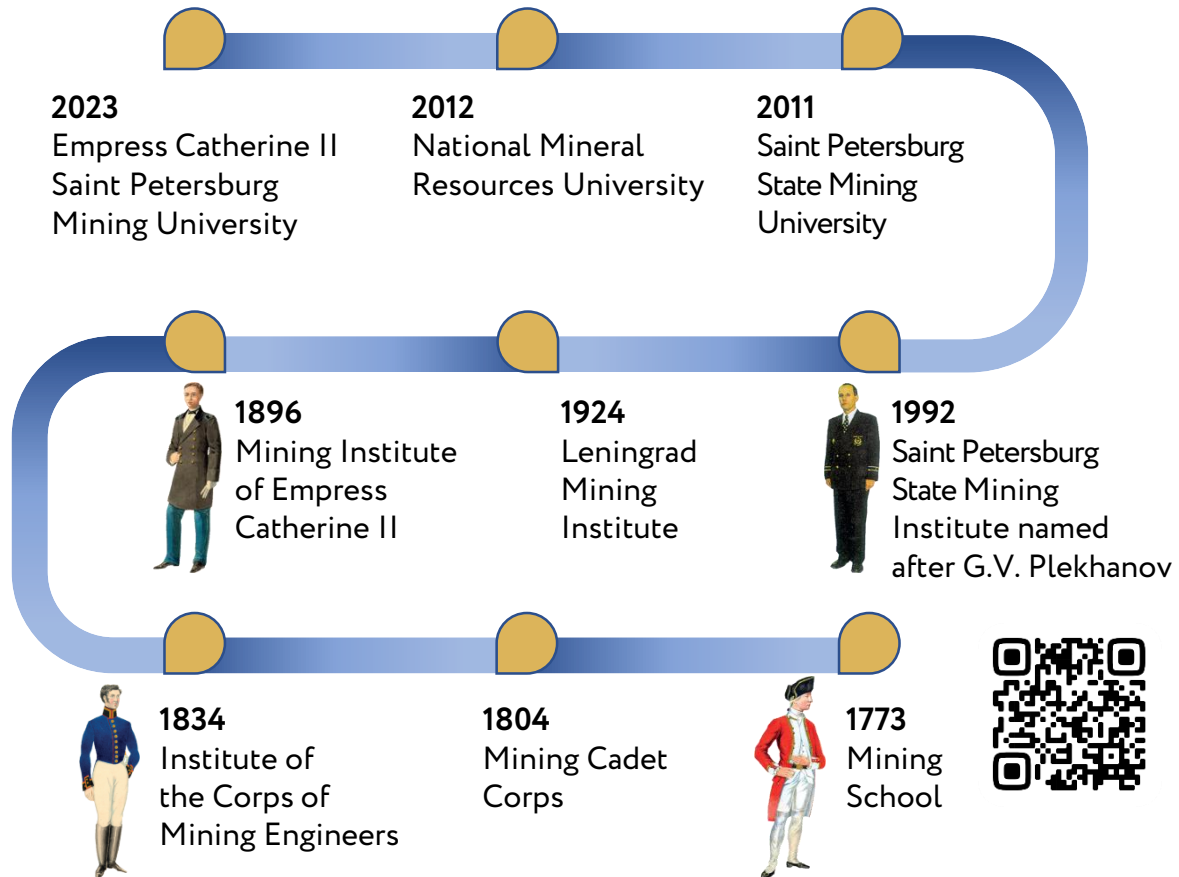 2023
Empress Catherine II
Saint Petersburg
Mining University
2012
National Mineral
Resources University
2011
Saint Petersburg
State Mining
University
1896
Mining Institute
of Empress
Catherine II
1924
Leningrad
Mining
Institute
1992
Saint Petersburg
State Mining
Institute named
after G.V. Plekhanov
1834
Institute of
the Corps of
Mining Engineers
1804
Mining Cadet
Corps
1773
Mining
School